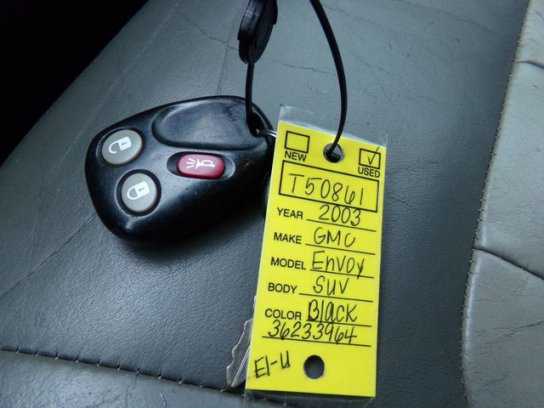 NEW USED
T50861
YEAR 2003
MAKE GMC
MODEL Envoy
BODY SUV
COLOR Black
36233964
E1-U